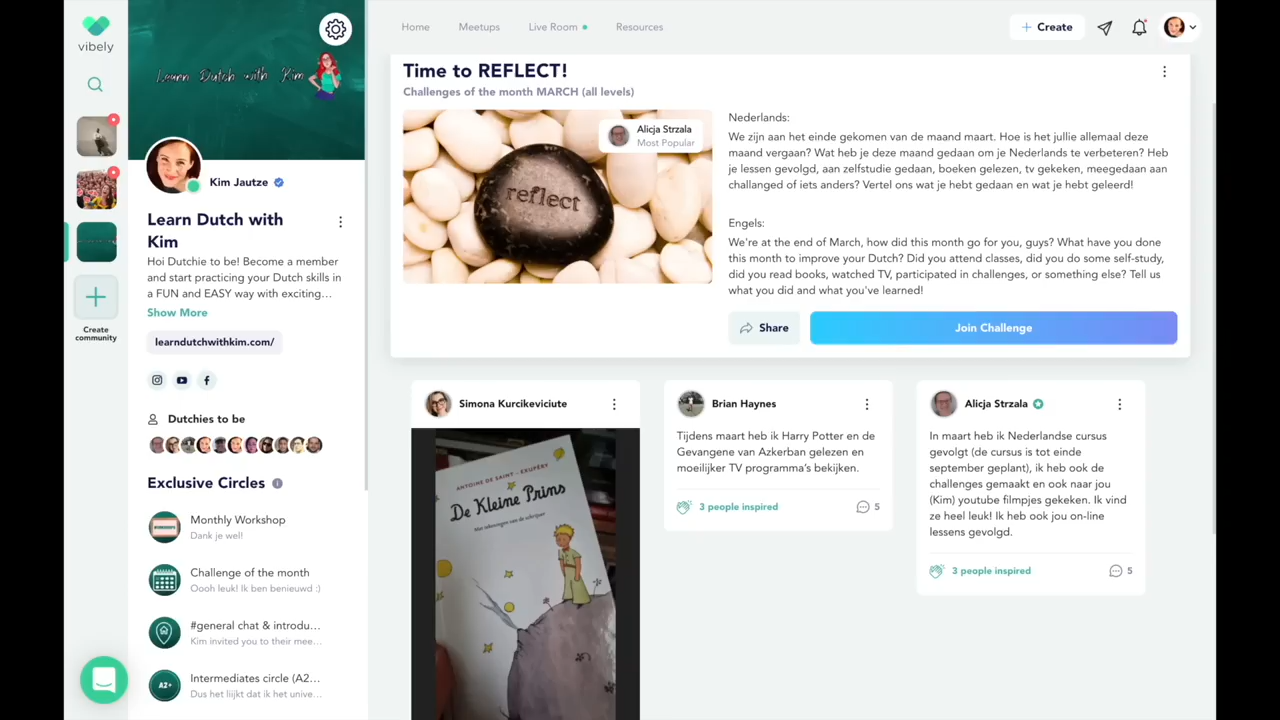 vibely
Create
community
Learn Dutch with Kim
Kim Jautze
Learn Dutch with
Kim
Hoi Dutchie to be! Become a member
and start practicing your Dutch skills in
a FUN and EASY way with exciting…
Show More
learndutchwithkim.com/
Dutchies to be
Exclusive Circles
Monthly Workshop
Dank je wel!
Challenge of the month
Oooh leuk! Ik ben benieuwd :)
#general chat & introdu...
Kim invited you to their mee...
A2+
Intermediates circle (A2...
Dus het liijkt dat ik het unive...
Home
Meetups
Live Room
Resources
+ Create
Time to REFLECT!
Challenges of the month MARCH (all levels)
reflect
Alicja Strzala
Most Popular
Nederlands:
We zijn aan het einde gekomen van de maand maart. Hoe is het jullie allemaal deze
maand vergaan? Wat heb je deze maand gedaan om je Nederlands te verbeteren? Heb
je lessen gevolgd, aan zelfstudie gedaan, boeken gelezen, tv gekeken, meegedaan aan
challanged of iets anders? Vertel ons wat je hebt gedaan en wat je hebt geleerd!
Engels:
We're at the end of March, how did this month go for you, guys? What have you done
this month to improve your Dutch? Did you attend classes, did you do some self-study,
did you read books, watched TV, participated in challenges, or something else? Tell us
what you did and what you've learned!
Share
Join Challenge
Simona Kurcikeviciute
ANTOINE DE SAINT-EXUPÉRY
De Kleine Prins
Met tekeningen van de schrijver
Brian Haynes
Tijdens maart heb ik Harry Potter en de
Gevangene van Azkerban gelezen en
moeilijker TV programma's bekijken.
3 people inspired
5
Alicja Strzala
In maart heb ik Nederlandse cursus
gevolgt (de cursus is tot einde
september geplant), ik heb ook de
challenges gemaakt en ook naar jou
(Kim) youtube filmpjes gekeken. Ik vind
ze heel leuk! Ik heb ook jou on-line
lessens gevolgd.
3 people inspired
5